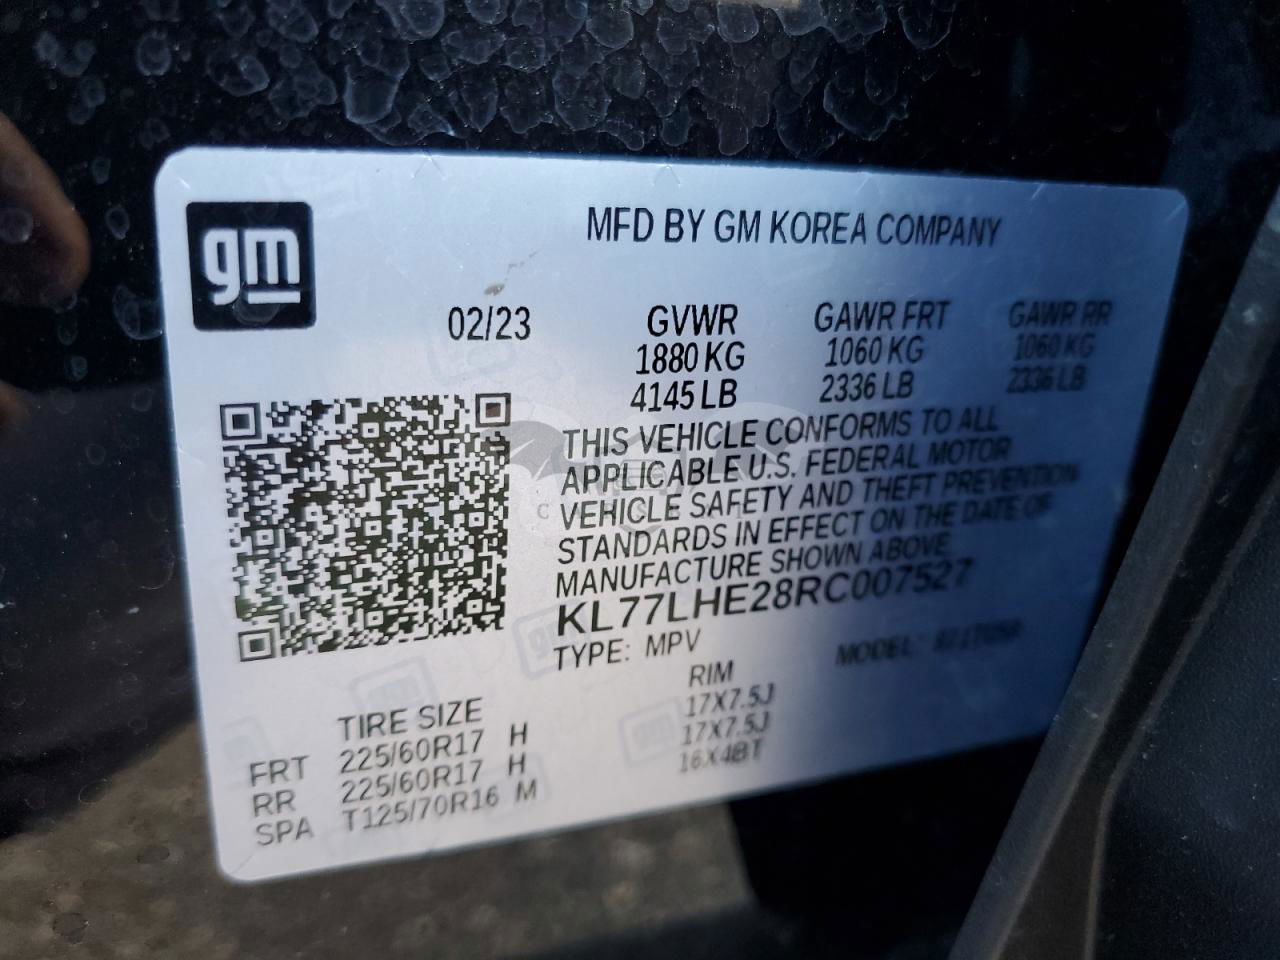 gm
MFD BY GM KOREA COMPANY
02/23 GVWR GAWR FRT GAWR RR
1880 KG 1060 KG 1060 KG
4145 LB 2336 LB 2336 LB
THIS VEHICLE CONFORMS TO ALL
APPLICABLE U.S. FEDERAL MOTOR
VEHICLE SAFETY AND THEFT PREVENTION
STANDARDS IN EFFECT ON THE DATE OF
MANUFACTURE SHOWN ABOVE
KL77LHE28RC007527
TYPE: MPV MODEL:
TIRE SIZE RIM
FRT 225/60R17 H 17X7.5J
RR 225/60R17 H 17X7.5J
SPA T125/70R16 M 16X4BT